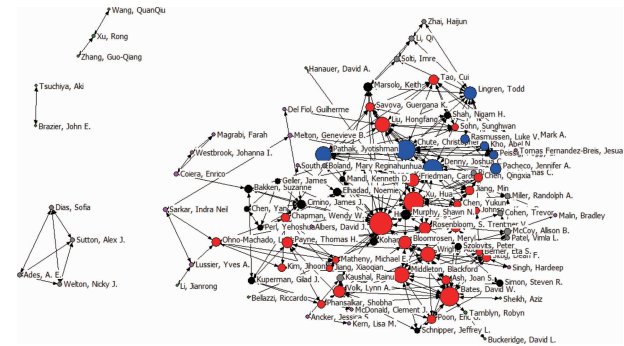 Wang, QuanQiu
Zhai, Haijun
Xu, Rong
Li, Qi
Solti, Imre
Zhang, Guo-Qiang
Hanauer, David A.
Tao, Cui
Marsolo, Keith
Lingren, Todd
Tsuchiya, Aki
Savova, Guergana K.
Del Fiol, Guilherme
Shah, Nigam H.
Liu, Hongfang
Sohn, Sunghwan
Brazier, John E.
Magrabi, Farah
Melton, Genevieve B.
Chute, Christopher
Rasmussen, Luke V.
Mark A.
Westbrook, Johanna I.
Pathak, Jyotishman
Kho, Abel N
Tomas Fernandez-Breis, Jesua
Boland, Mary Regina
Denny, Joshua
Pacheco, Jennifer A.
Coiera, Enrico
Geller, James
Mandl, Kenneth D.
Friedman, Carol
Chen, Qingxia
Bakken, Suzanne
Elhadad, Noemie
Jiang, Min
Miller, Randolph A.
Cimino, James J.
Xu, Hua
Dias, Sofia
Sarkar, Indra Neil
Chen, Yan
Murphy, Shawn N.
Chen, Yukun
Cohen, Trevor
Malin, Bradley
Chapman, Wendy W.
Perl, Yehoshua
Albers, David J.
Rosenbloom, S. Trent
McCoy, Allison B.
Sutton, Alex J.
Ohno-Machado, L
Payne, Thomas H.
Bloomrosen, Meryl
Patel, Vimla L.
Szolovits, Peter
Lussier, Yves A.
Matheny, Michael E.
Kim, Jihoon
Jiang, Xiaoqian
Middleton, Blackford
Singh, Hardeep
Ades, A. E.
Welton, Nicky J.
Li, Jianrong
Kuperman, Glad J.
Kaushal, Rainu
Ash, Joan S.
Simon, Steven R.
Volk, Lynn A.
Bates, David W.
Sheikh, Aziz
Bellazzi, Riccardo
Phansalkar, Shobha
McDonald, Clement J.
Tamblyn, Robyn
Ancker, Jessica S.
Kern, Lisa M.
Poon, Eric G.
Schnipper, Jeffrey L.
Buckeridge, David L.